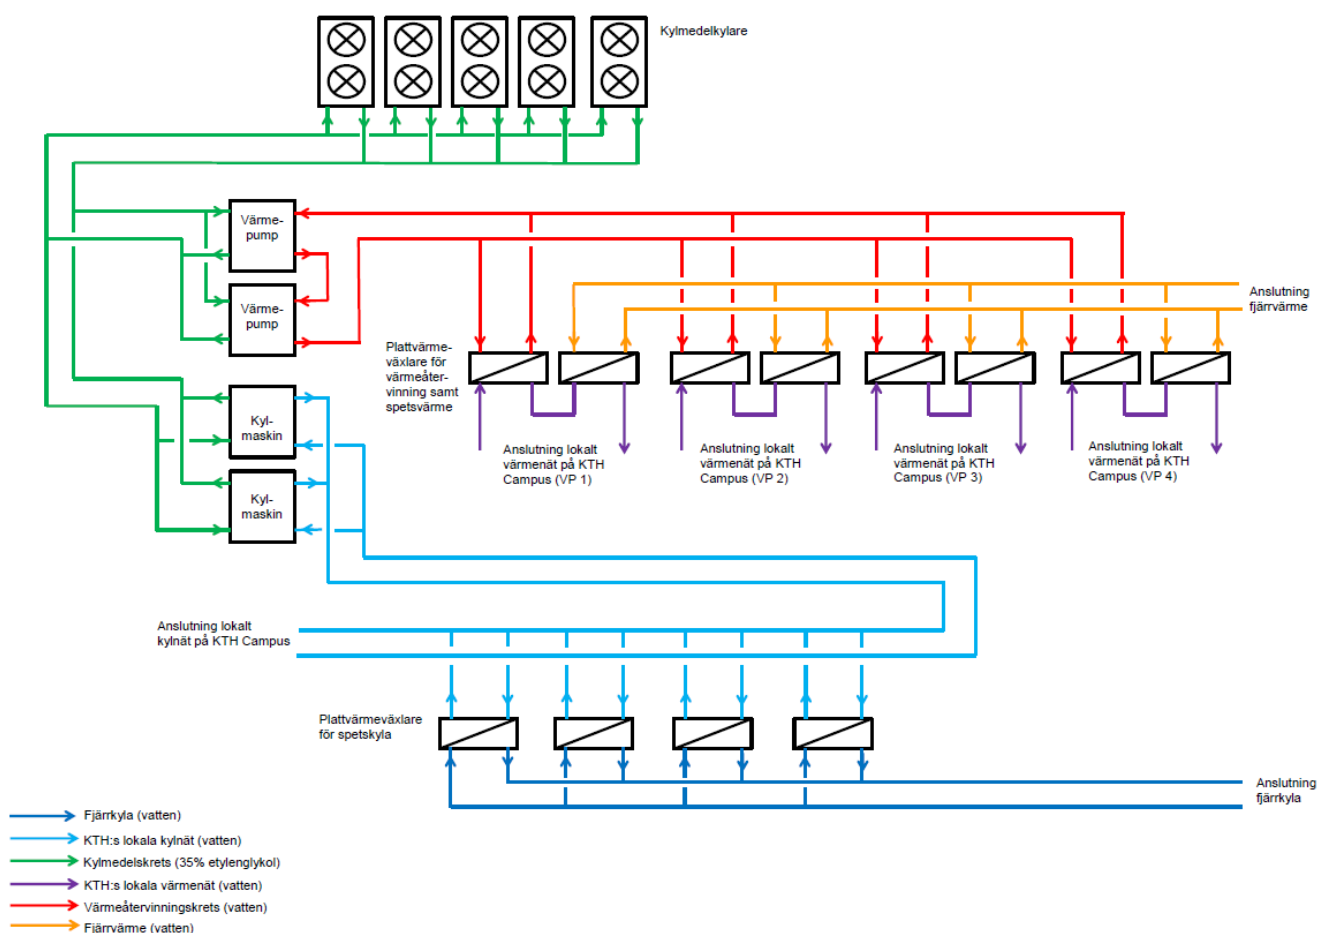 Kylmedelkylare
Värme-
pump
Värme-
pump
Anslutning
fjärrvärme
Plattvärme-
växlare för
värmeåter-
vinning samt
spetsvärme
Kyl-
maskin
Kyl-
maskin
Anslutning lokalt
värmenät på KTH
Campus (VP 1)
Anslutning lokalt
värmenät på KTH
Campus (VP 2)
Anslutning lokalt
värmenät på KTH
Campus (VP 3)
Anslutning lokalt
värmenät på KTH
Campus (VP 4)
Anslutning lokalt
kylnät på KTH Campus
Plattvärmeväxlare
för spetskyla
Anslutning
fjärrkyla
Fjärrkyla (vatten)
KTH:s lokala kylnät (vatten)
Kylmedelskrets (35% etylenglykol)
KTH:s lokala värmenät (vatten)
Värmeåtervinningskrets (vatten)
Fjärrvärme (vatten)